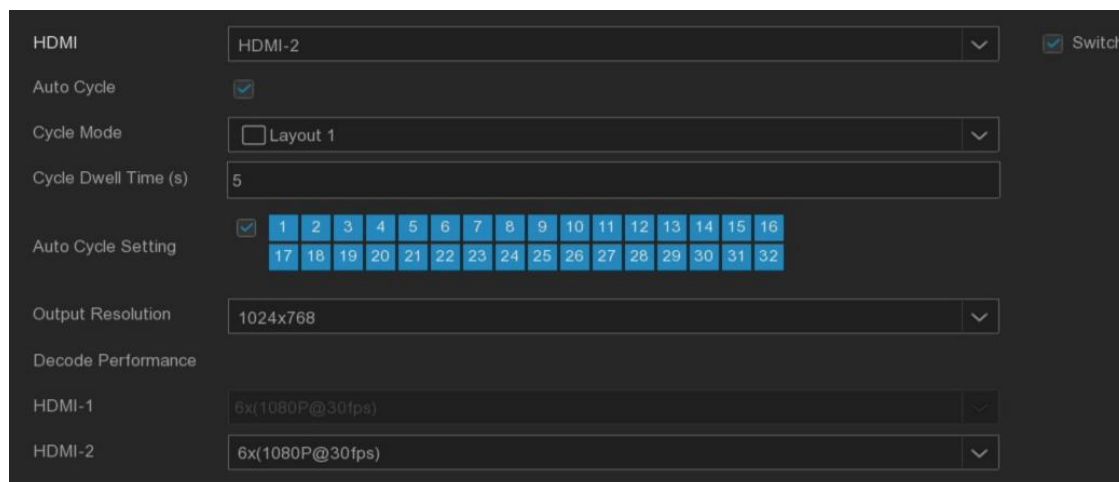 HDMI HDMI-2 Switch
Auto Cycle
Cycle Mode Layout 1
Cycle Dwell Time (s) 5
1 2 3 4 5 6 7 8 9 10 11 12 13 14 15 16
Auto Cycle Setting
17 18 19 20 21 22 23 24 25 26 27 28 29 30 31 32
Output Resolution 1024x768
Decode Performance
HDMI-1 6x(1080P@30fps)
HDMI-2 6x(1080P@30fps)